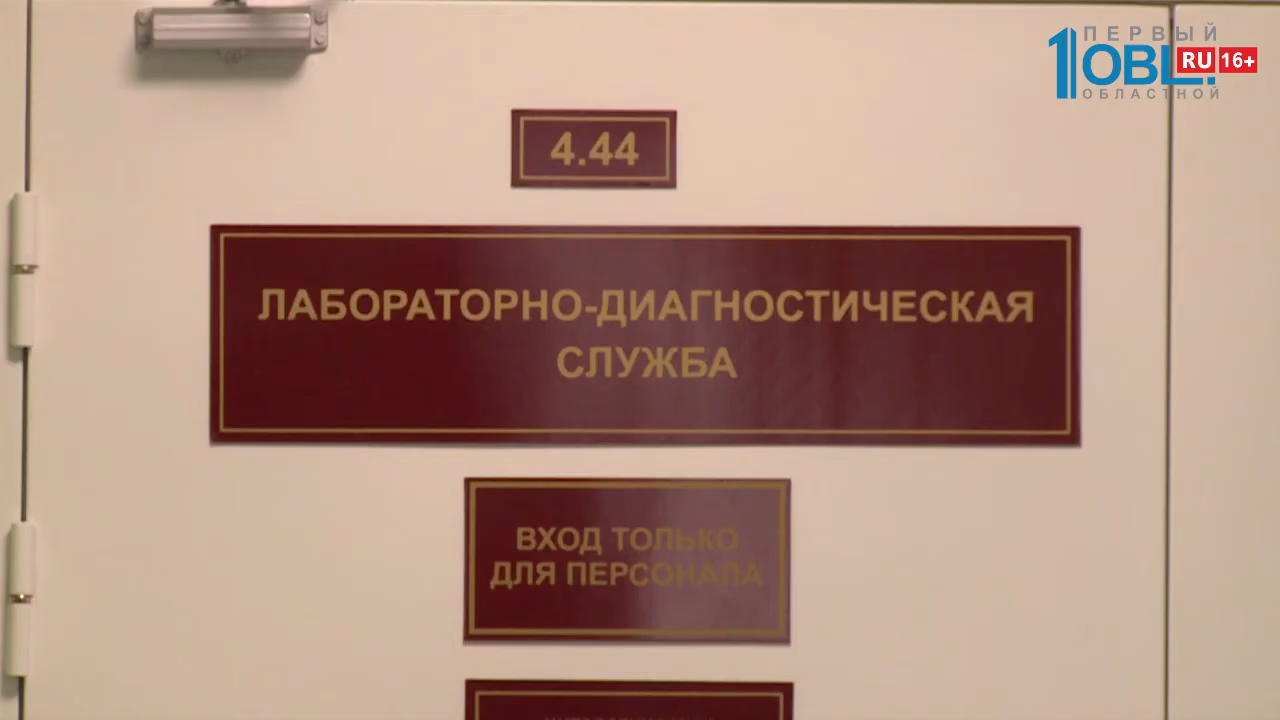 ПЕРВЫЙ
1OBL.
RU 16+
ОБЛАСТНОЙ
4.44
ЛАБОРАТОРНО-ДИАГНОСТИЧЕСКАЯ
СЛУЖБА
ВХОД ТОЛЬКО
ДЛЯ ПЕРСОНАЛА